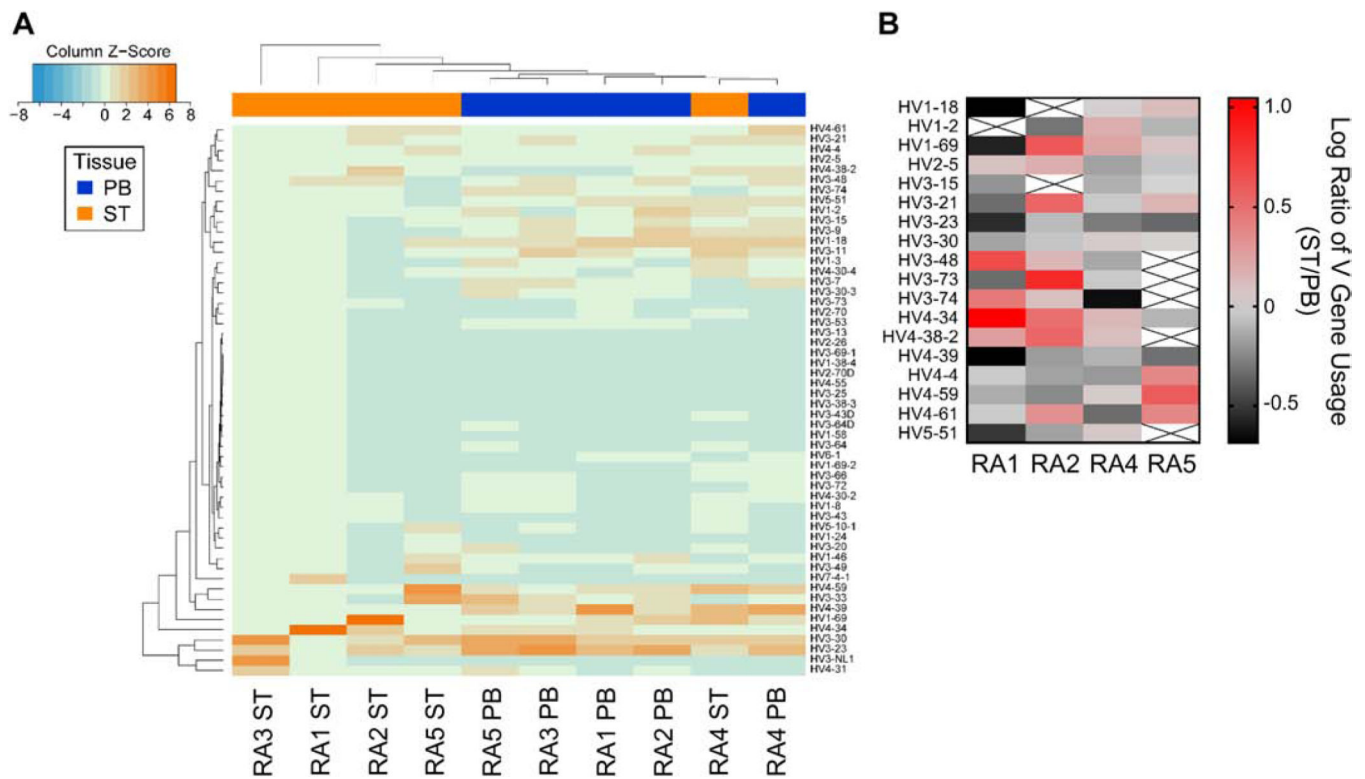 A
Column Z-Score
-8
-4
0
2
4
6
8
Tissue
PB
ST
HV4-61
HV3-21
HV4-4
HV2-5
HV4-38-2
HV3-48
HV3-74
HV5-51
HV1-2
HV3-15
HV3-9
HV1-18
HV3-11
HV1-3
HV4-30-4
HV3-7
HV3-30-3
HV3-73
HV2-70
HV3-53
HV3-13
HV2-26
HV3-69-1
HV1-38-4
HV2-70D
HV4-55
HV3-25
HV3-38-3
HV3-43D
HV3-64D
HV1-58
HV3-64
HV6-1
HV1-69-2
HV3-66
HV3-72
HV4-30-2
HV1-8
HV3-43
HV5-10-1
HV1-24
HV3-20
HV1-46
HV3-49
HV7-4-1
HV4-59
HV3-33
HV4-39
HV1-69
HV4-34
HV3-30
HV3-23
HV3-NL1
HV4-31
RA3 ST
RA1 ST
RA2 ST
RA5 ST
RA5 PB
RA3 PB
RA1 PB
RA2 PB
RA4 ST
RA4 PB
B
HV1-18
HV1-2
HV1-69
HV2-5
HV3-15
HV3-21
HV3-23
HV3-30
HV3-48
HV3-73
HV3-74
HV4-34
HV4-38-2
HV4-39
HV4-4
HV4-59
HV4-61
HV5-51
RA1 RA2 RA4 RA5
1.0
0.5
0
-0.5
Log Ratio of V Gene Usage
(ST/PB)